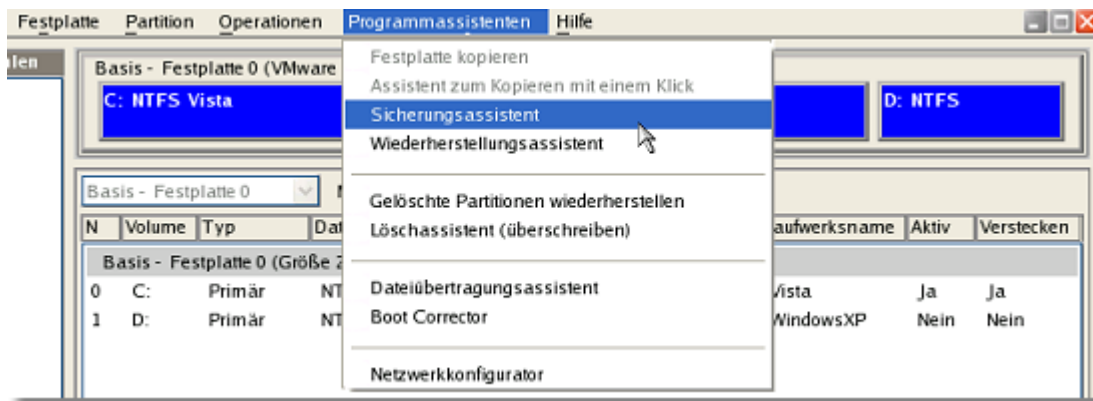 Festplatte Partition Operationen Programmassistenten Hilfe
Basis - Festplatte 0 (VMware
C: NTFS Vista
D: NTFS
Festplatte kopieren
Assistent zum Kopieren mit einem Klick
Sicherungsassistent
Wiederherstellungsassistent
Gelöschte Partitionen wiederherstellen
Löschassistent (überschreiben)
Dateiübertragungsassistent
Boot Corrector
Netzwerkkonfigurator
Basis - Festplatte 0
N Volume Typ Dat aufwerksname Aktiv Verstecken
Basis - Festplatte 0 (Größe 2
0 C: Primär NT Vista Ja Ja
1 D: Primär NT WindowsXP Nein Nein